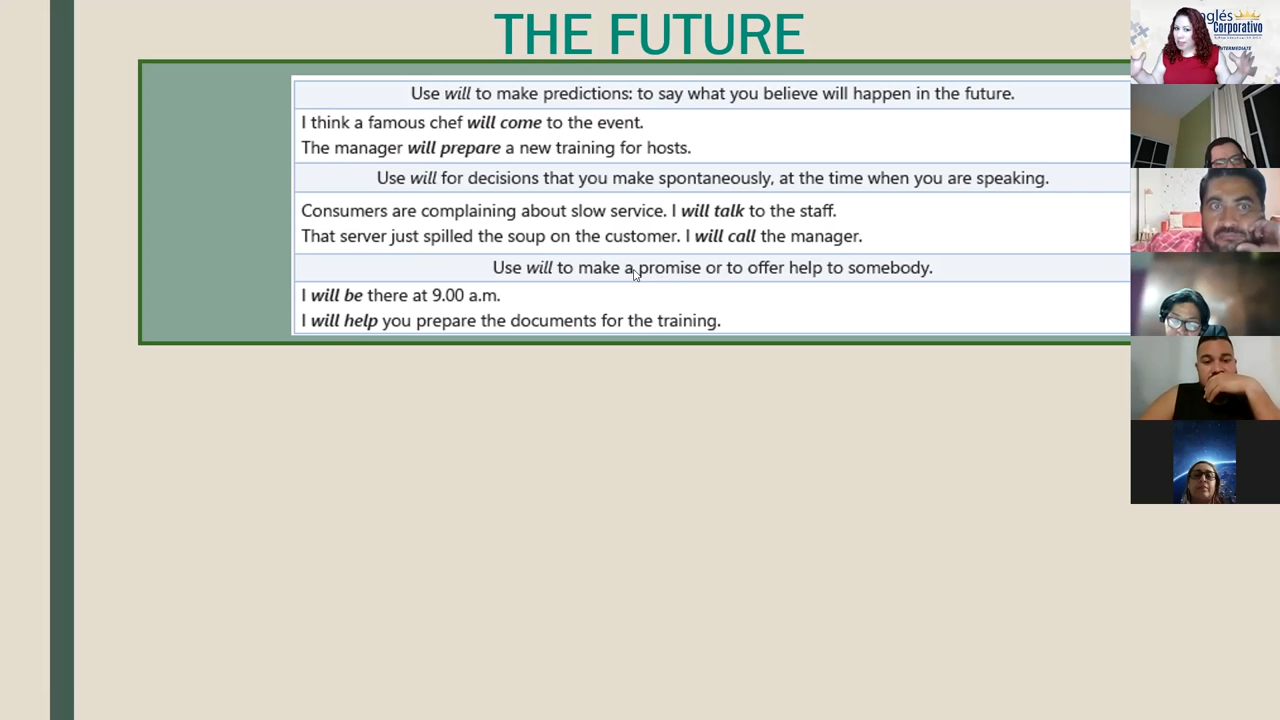 THE FUTURE
Use will to make predictions: to say what you believe will happen in the future.
I think a famous chef will come to the event.
The manager will prepare a new training for hosts.
Use will for decisions that you make spontaneously, at the time when you are speaking.
Consumers are complaining about slow service. I will talk to the staff.
That server just spilled the soup on the customer. I will call the manager.
Use will to make a promise or to offer help to somebody.
I will be there at 9.00 a.m.
I will help you prepare the documents for the training.
nglés
Corporativo
INTERMEDIATE